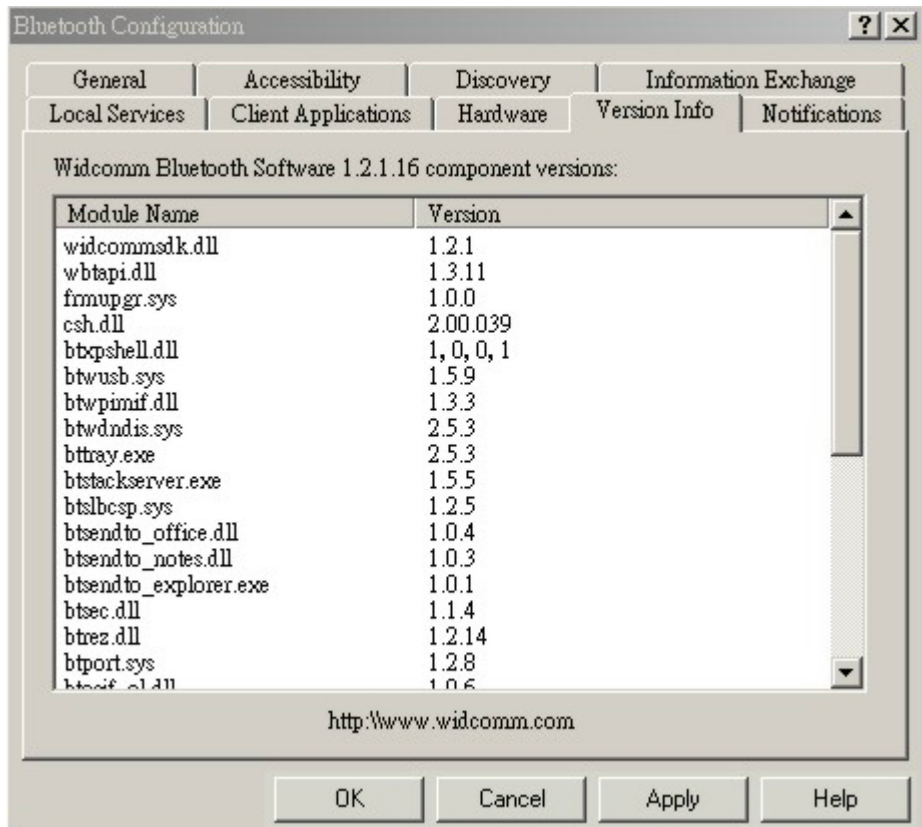 Bluetooth Configuration
General Accessibility Discovery Information Exchange
Local Services Client Applications Hardware Version Info Notifications
Widcomm Bluetooth Software 1.2.1.16 component versions:
Module Name Version
widcommsdk.dll 1.2.1
wbtapi.dll 1.3.11
frmupgr.sys 1.0.0
csh.dll 2.00.039
btxpshell.dll 1, 0, 0, 1
btwusb.sys 1.5.9
btwpimif.dll 1.3.3
btwdndis.sys 2.5.3
bttray.exe 2.5.3
btstackserver.exe 1.5.5
btslbcsp.sys 1.2.5
btsendto_office.dll 1.0.4
btsendto_notes.dll 1.0.3
btsendto_explorer.exe 1.0.1
btsec.dll 1.1.4
btrez.dll 1.2.14
btport.sys 1.2.8
1.0.6
http:\\www.widcomm.com
OK Cancel Apply Help